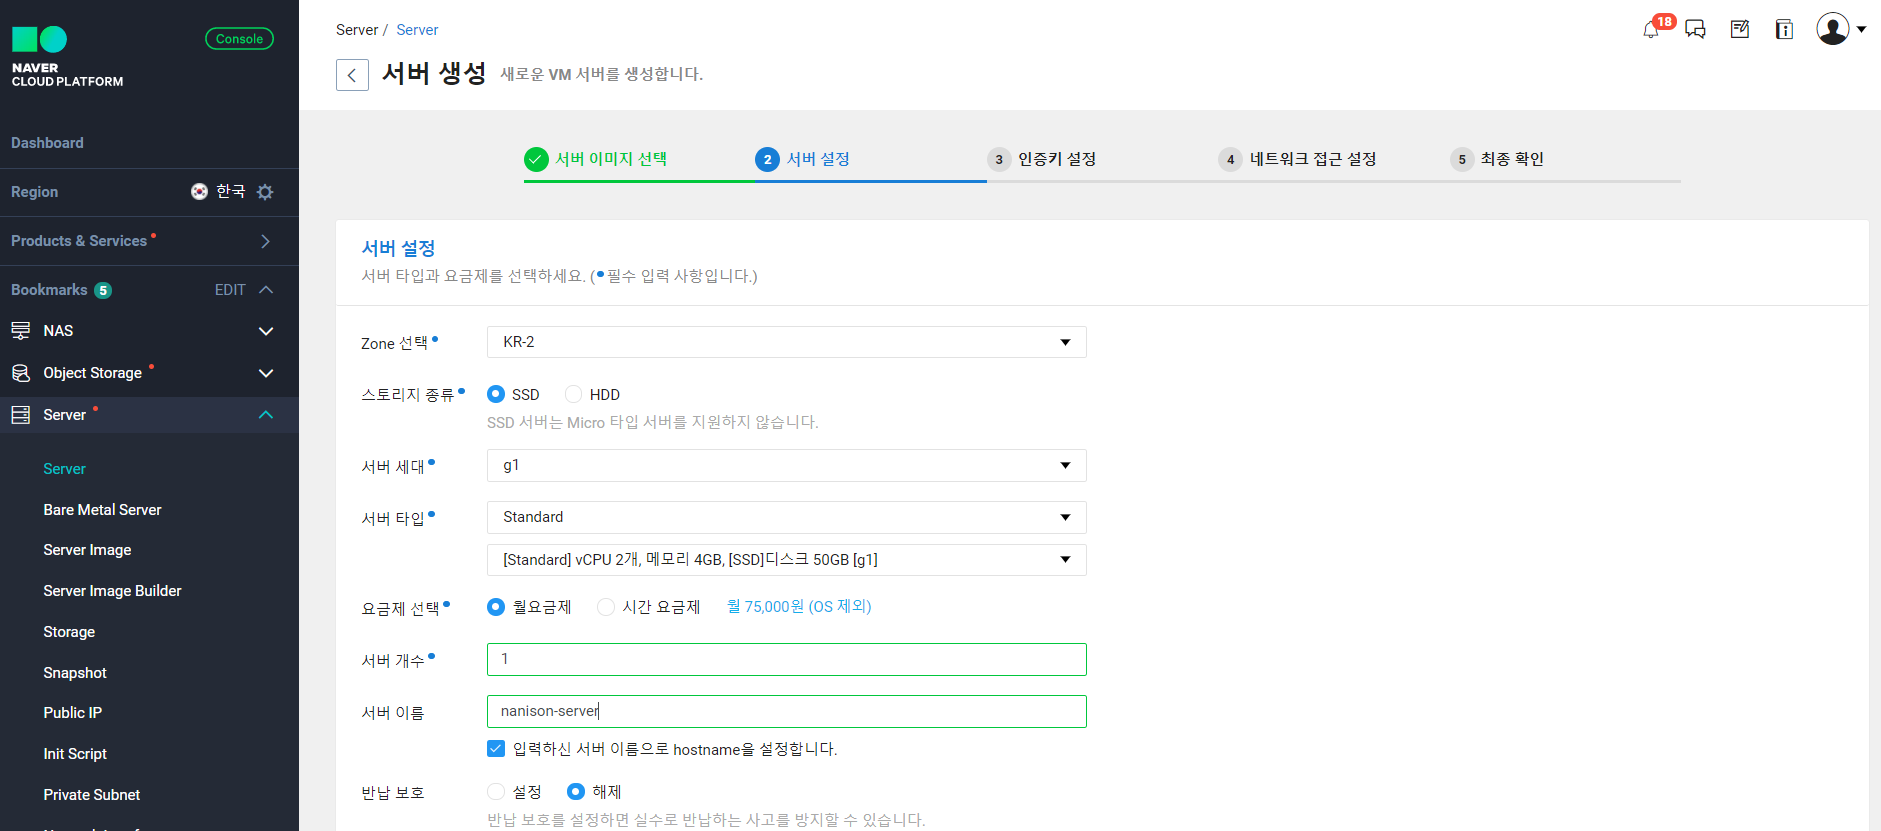 NAVER
CLOUD PLATFORM
Console
Dashboard
Region 한국
Products & Services
Bookmarks 5 EDIT
NAS
Object Storage
Server
Server
Bare Metal Server
Server Image
Server Image Builder
Storage
Snapshot
Public IP
Init Script
Private Subnet
Server / Server
18
서버 생성 새로운 VM 서버를 생성합니다.
서버 이미지 선택 2 서버 설정 3 인증키 설정 4 네트워크 접근 설정 5 최종 확인
서버 설정
서버 타입과 요금제를 선택하세요. (•필수 입력 사항입니다.)
Zone 선택• KR-2
스토리지 종류• SSD HDD
SSD 서버는 Micro 타입 서버를 지원하지 않습니다.
서버 세대• g1
서버 타입• Standard
[Standard] vCPU 2개, 메모리 4GB, [SSD]디스크 50GB [g1]
요금제 선택• 월요금제 시간 요금제 월 75,000원 (OS 제외)
서버 개수• 1
서버 이름 nanison-server
입력하신 서버 이름으로 hostname을 설정합니다.
반납 보호 설정 해제
반납 보호를 설정하면 실수로 반납하는 사고를 방지할 수 있습니다.